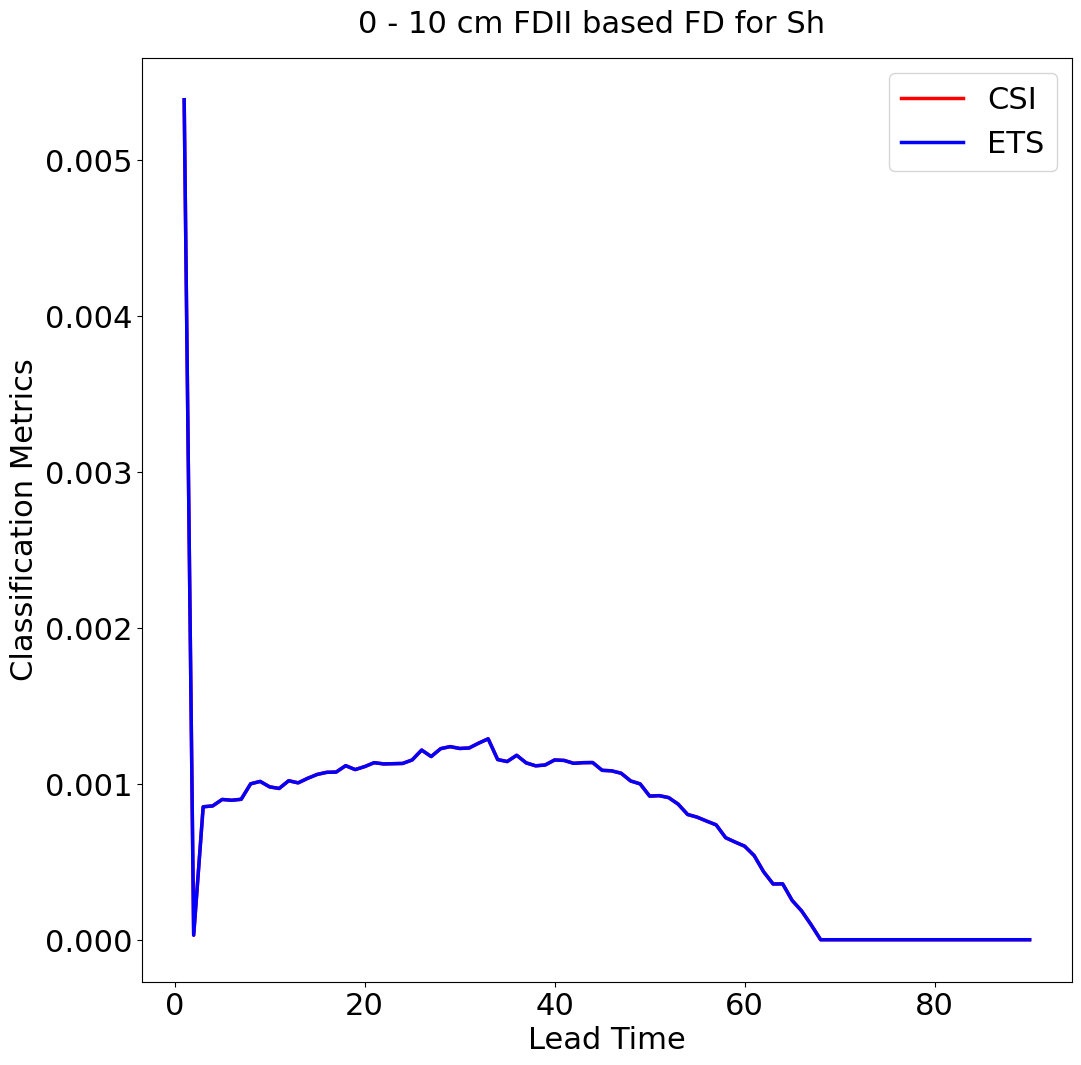 0 - 10 cm FDII based FD for Sh
CSI
ETS
Classification Metrics
0.005
0.004
0.003
0.002
0.001
0.000
0 20 40 60 80
Lead Time